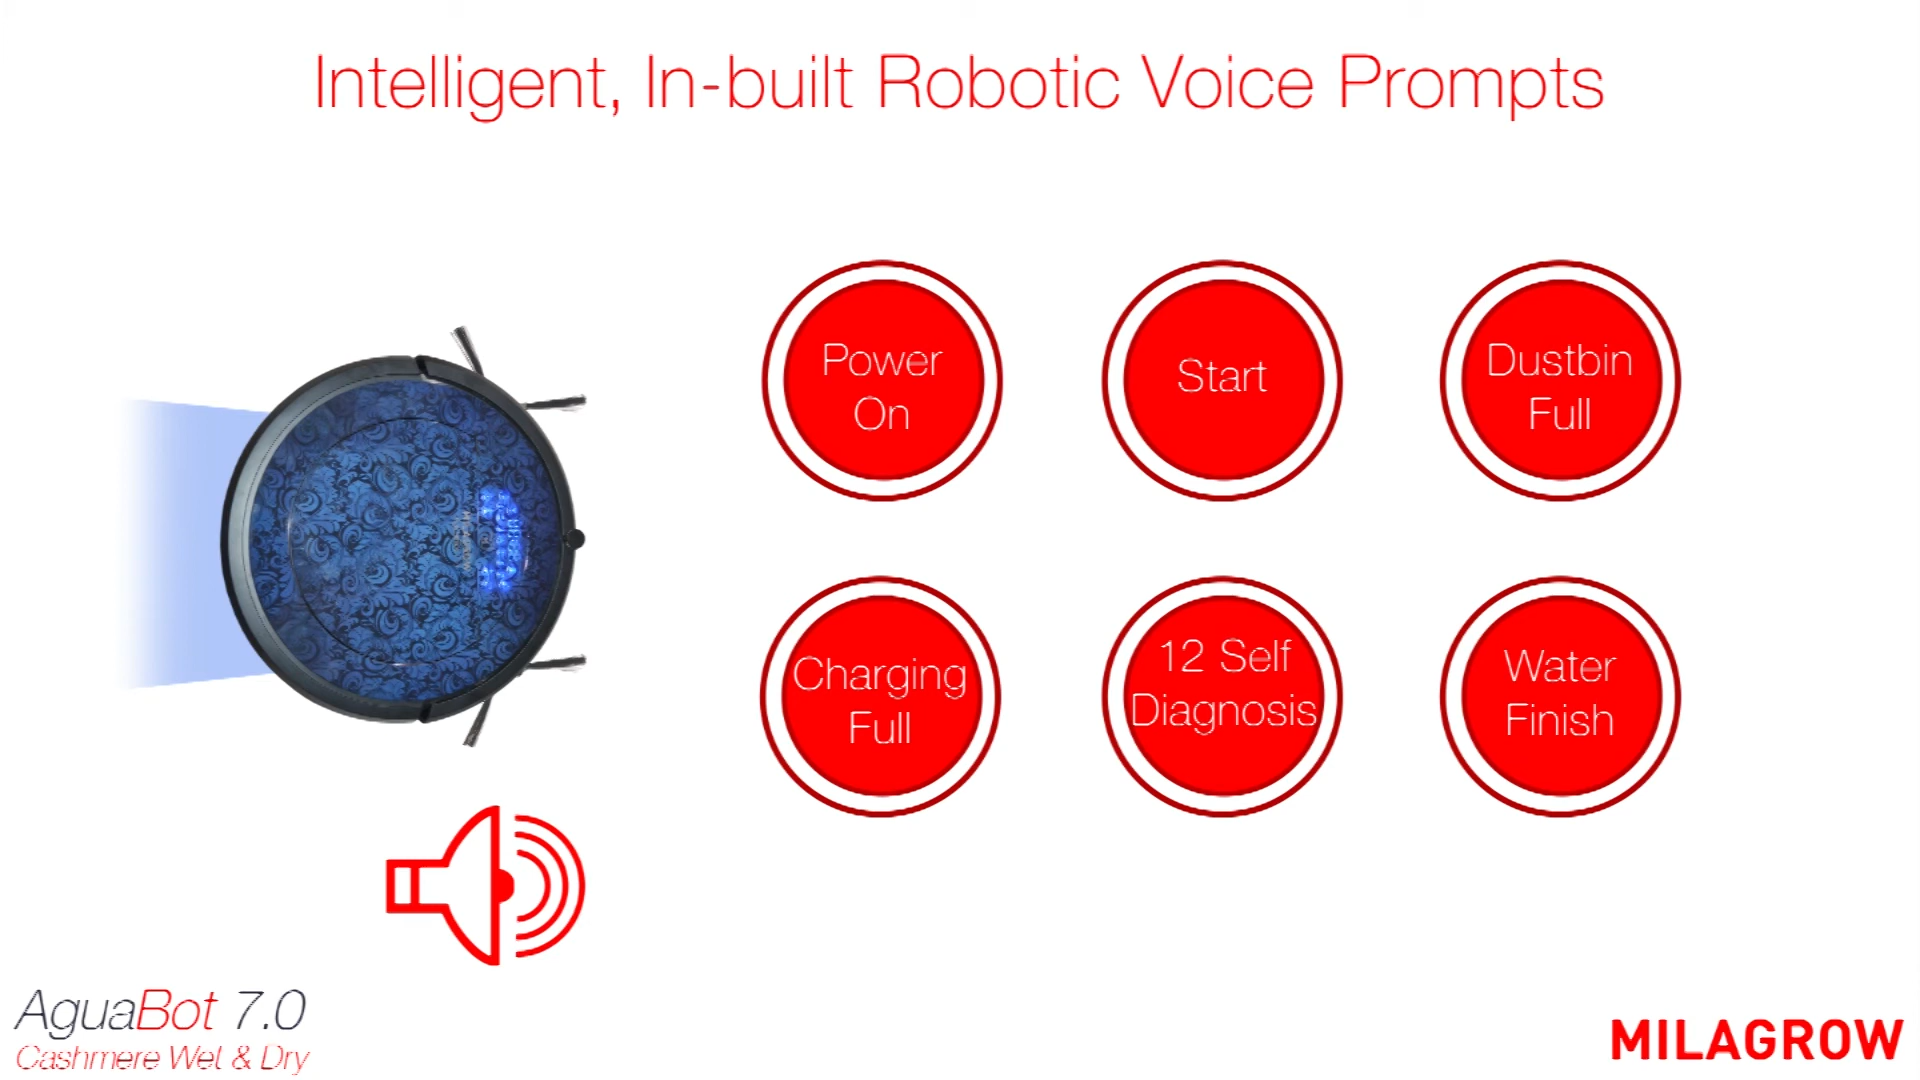 Intelligent, In-built Robotic Voice Prompts
Power
On
Start
Dustbin
Full
Charging
Full
12 Self
Diagnosis
Water
Finish
AguaBot 7.0
Cashmere Wet & Dry
MILAGROW